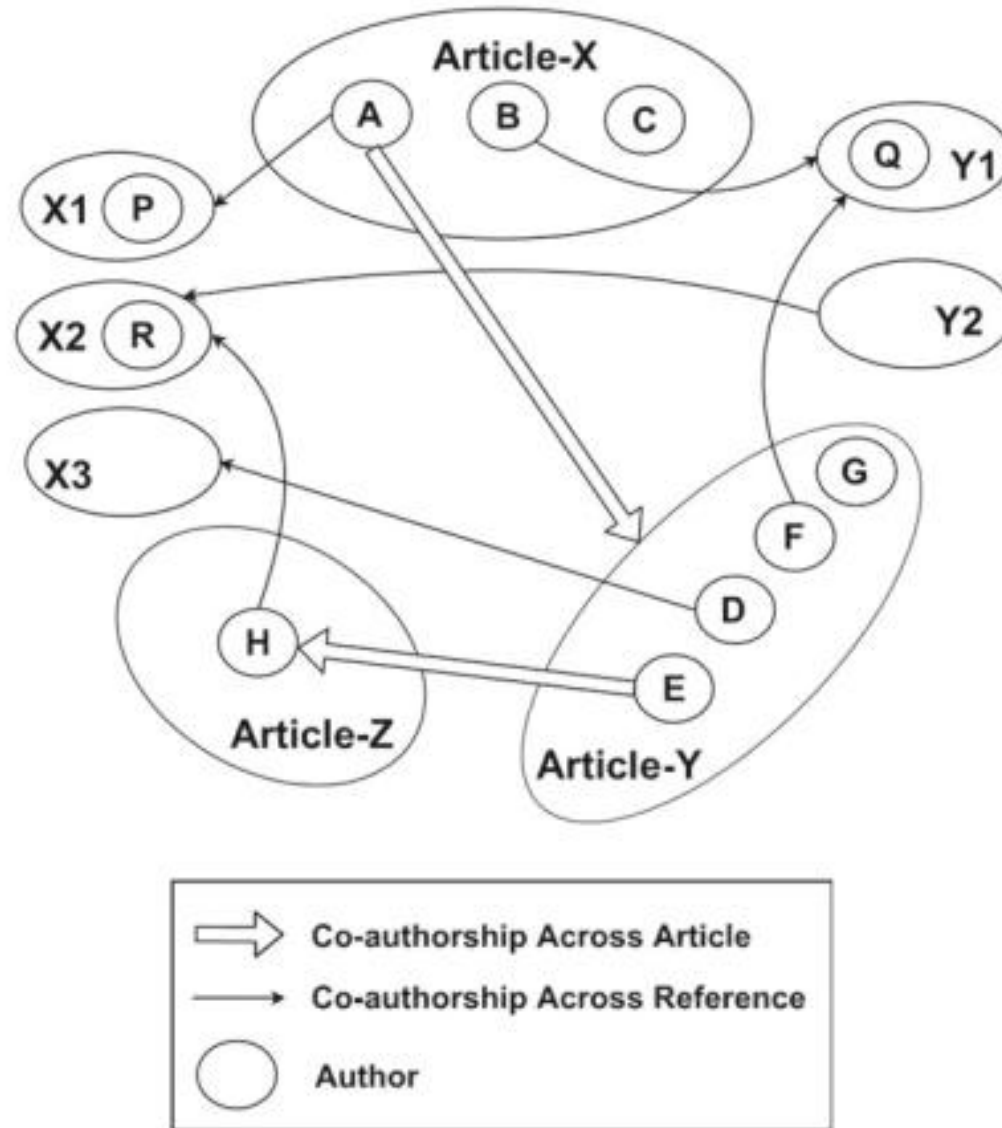 Article-X
A B C
Q Y1
X1 P
X2 R
Y2
X3
G
F
D
H
E
Article-Z
Article-Y
Co-authorship Across Article
Co-authorship Across Reference
Author